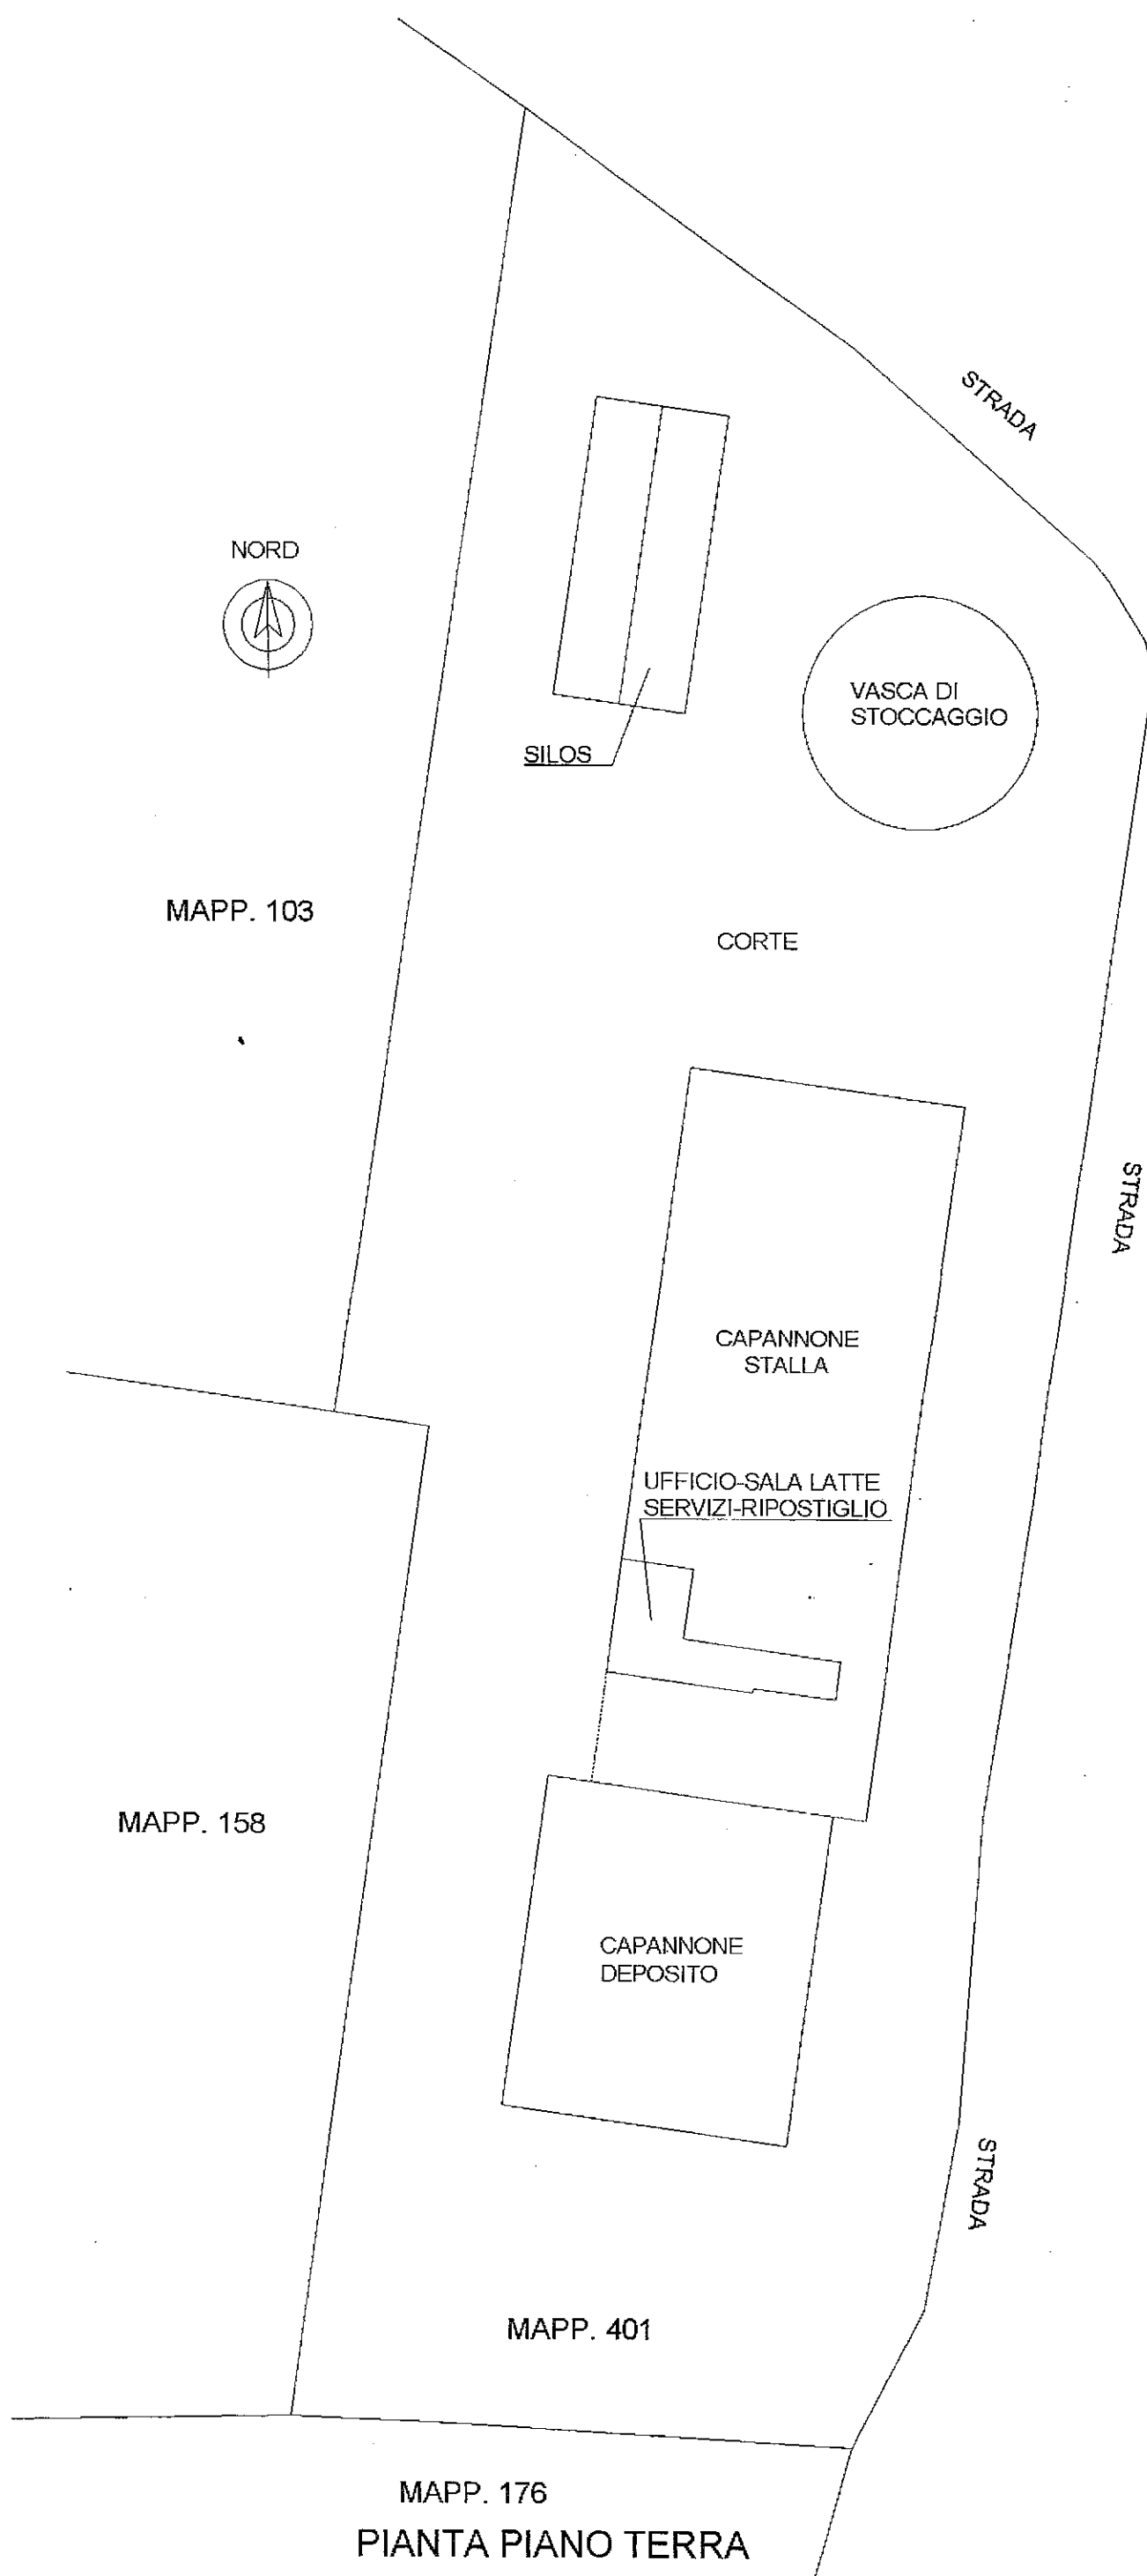 STRADA
NORD
VASCA DI
STOCCAGGIO
SILOS
MAPP. 103
CORTE
STRADA
CAPANNONE
STALLA
UFFICIO-SALA LATTE
SERVIZI-RIPOSTIGLIO
MAPP. 158
CAPANNONE
DEPOSITO
STRADA
MAPP. 401
MAPP. 176
PIANTA PIANO TERRA